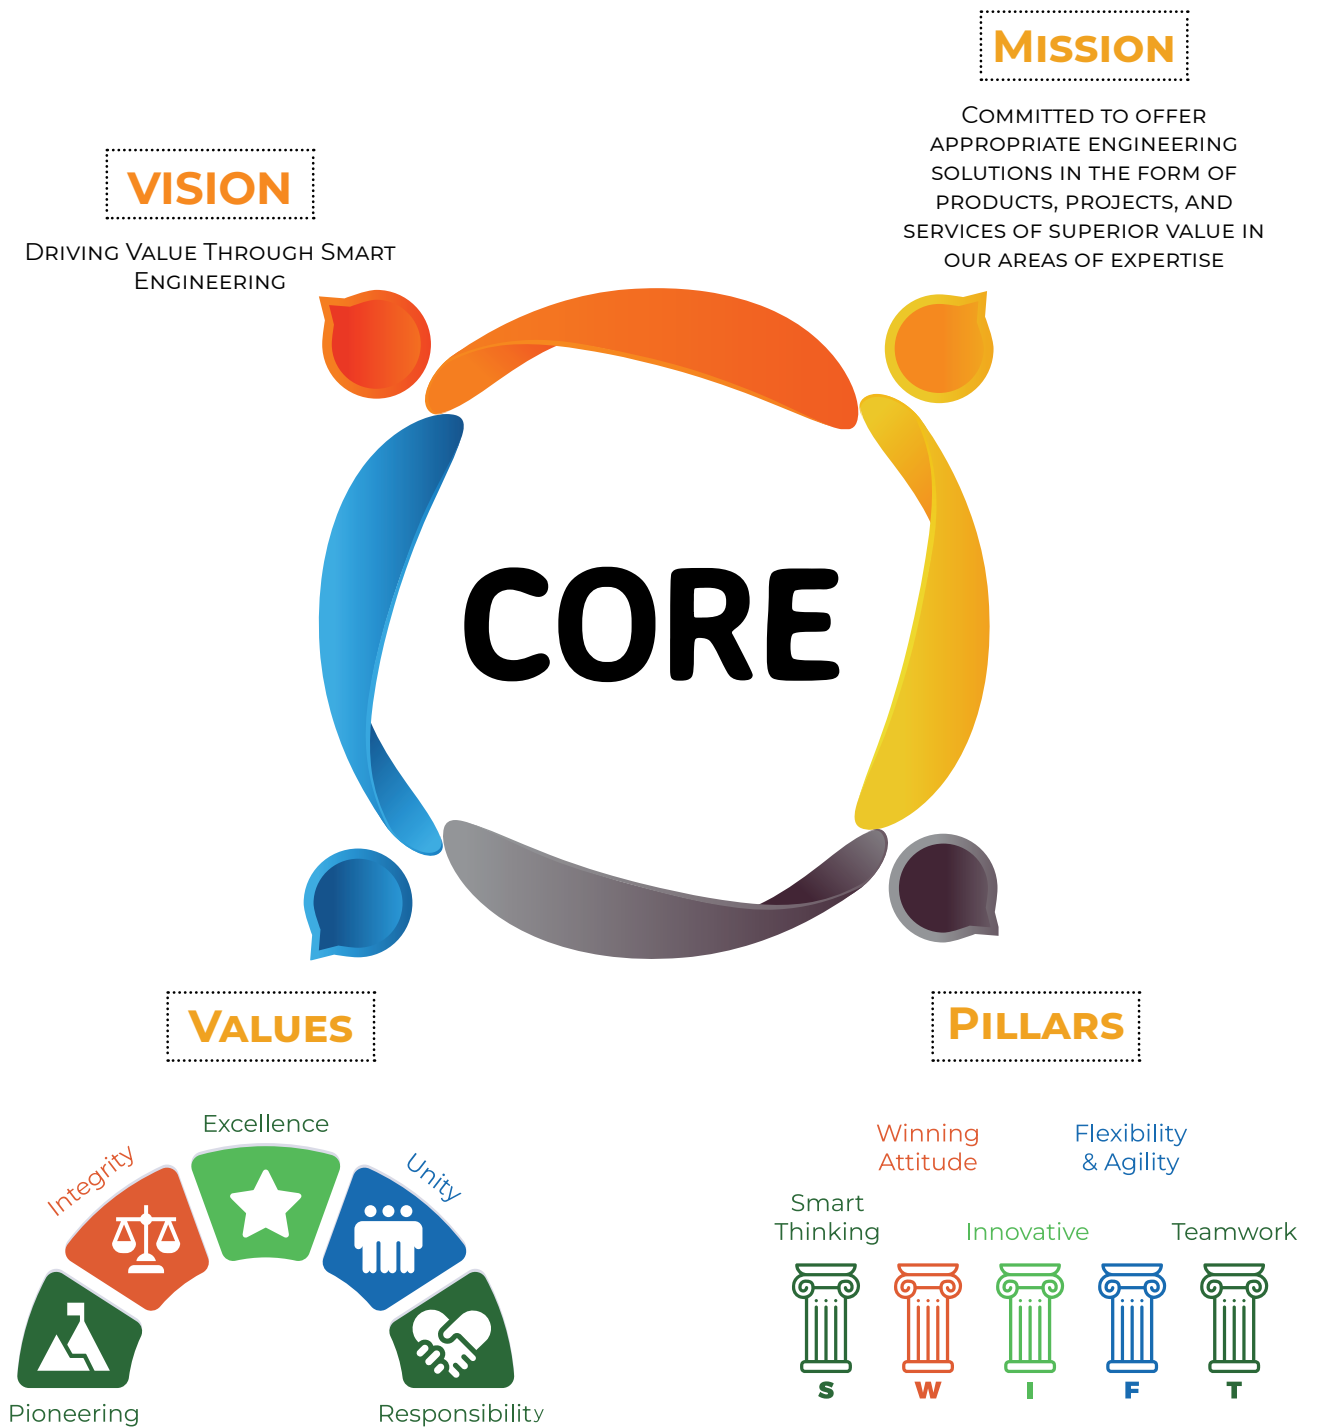 MISSION
COMMITTED TO OFFER
APPROPRIATE ENGINEERING
SOLUTIONS IN THE FORM OF
PRODUCTS, PROJECTS, AND
SERVICES OF SUPERIOR VALUE IN
OUR AREAS OF EXPERTISE
VISION
DRIVING VALUE THROUGH SMART
ENGINEERING
CORE
VALUES
Pioneering
Integrity
Excellence
Unity
Responsibility
PILLARS
Smart
Thinking
Winning
Attitude
Innovative
Flexibility
& Agility
Teamwork
S W I F T